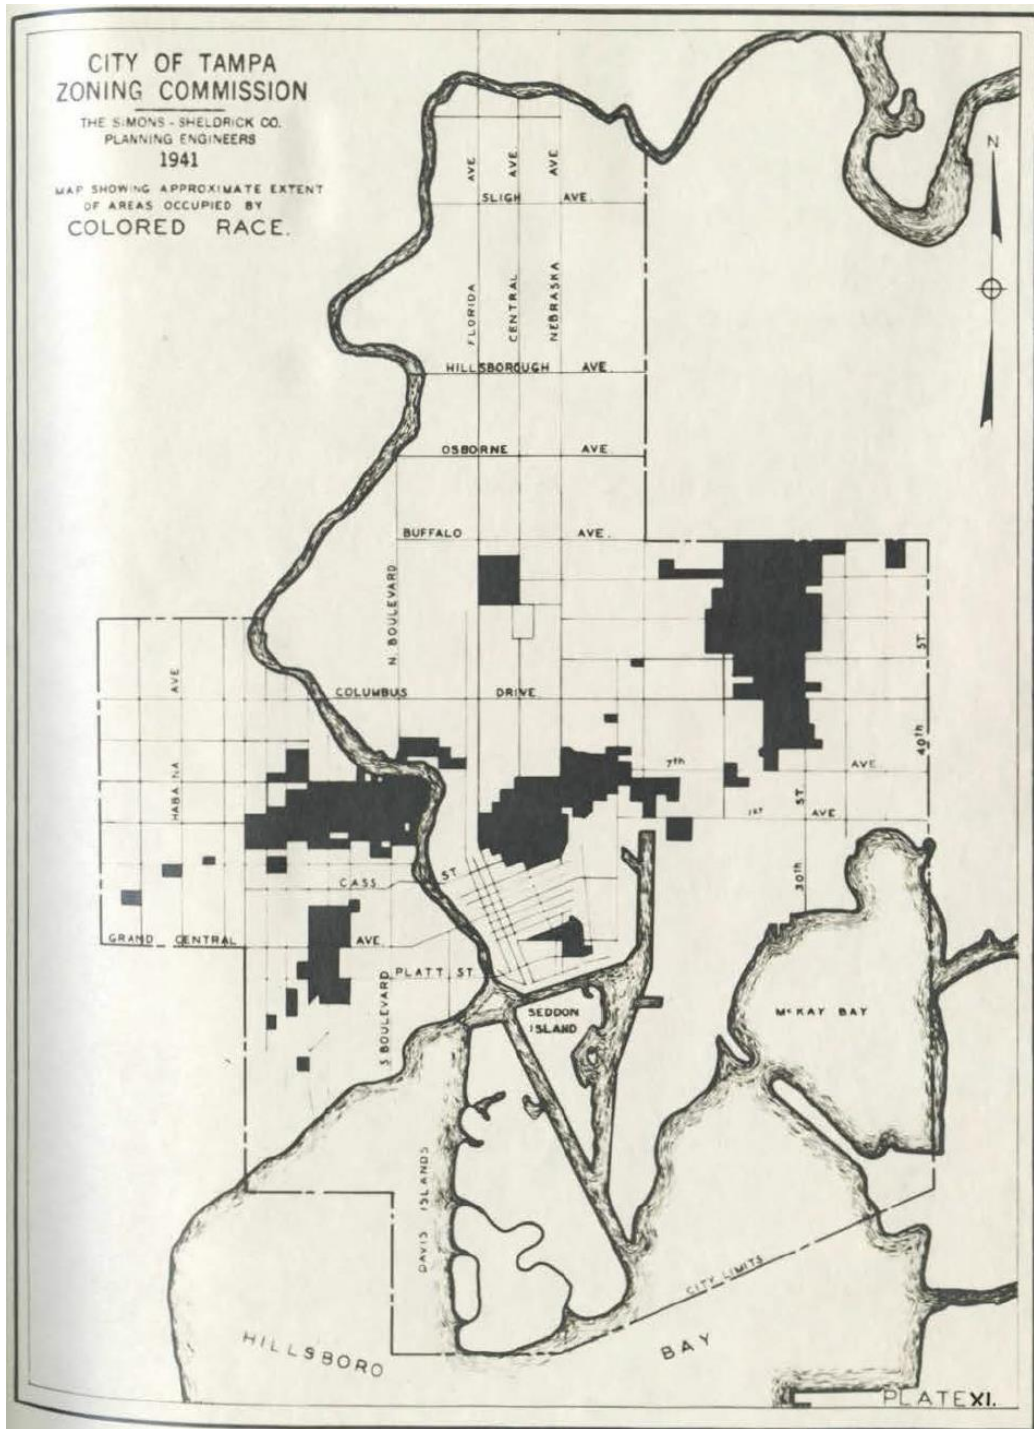 CITY OF TAMPA
ZONING COMMISSION
THE SIMONS - SHELDRICK CO.
PLANNING ENGINEERS
1941
MAP SHOWING APPROXIMATE EXTENT
OF AREAS OCCUPIED BY
COLORED RACE.
N
AVE
AVE
AVE
SLIGH AVE.
FLORIDA
CENTRAL
NEBRASKA
HILLSBOROUGH AVE.
OSBORNE AVE.
BUFFALO AVE.
N. BOULEVARD
HABANA AVE
COLUMBUS DRIVE
ST
40th
7th AVE
1ST AVE
ST
30th
CASS ST
GRAND CENTRAL AVE.
PLATT ST.
S BOULEVARD
SEDDON
ISLAND
McKAY BAY
DAVIS ISLANDS
CITY LIMITS
HILLSBORO BAY
PLATE XI.